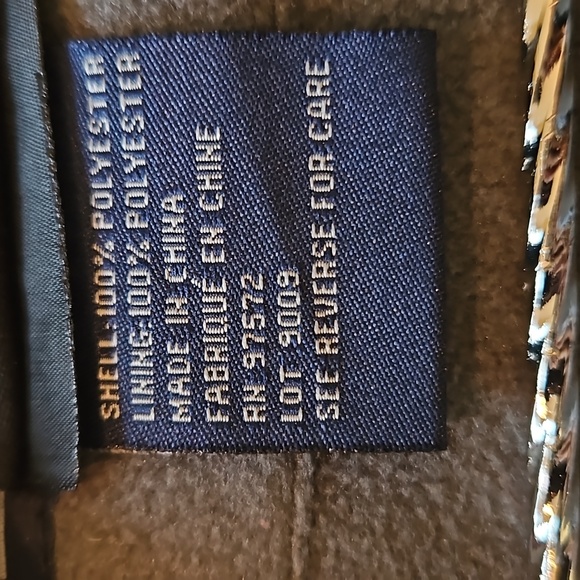 SHELL: 100% POLYESTER
LINING: 100% POLYESTER
MADE IN CHINA
FABRIQUE EN CHINE
RN 97572
LOT 9009
SEE REVERSE FOR CARE